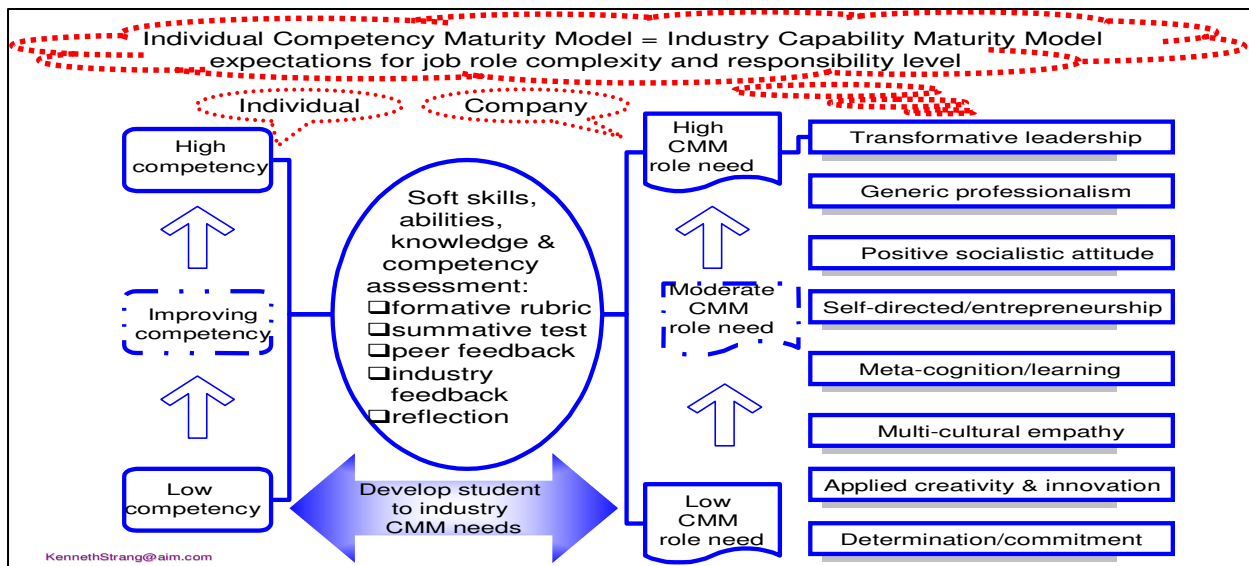 Individual Competency Maturity Model = Industry Capability Maturity Model
expectations for job role complexity and responsibility level
Individual
Company
High
competency
Improving
competency
Low
competency
Soft skills,
abilities,
knowledge &
competency
assessment:
❑formative rubric
❑summative test
❑peer feedback
❑industry
feedback
❑reflection
Develop student
to industry
CMM needs
High
CMM
role need
Moderate
CMM
role need
Low
CMM
role need
Transformative leadership
Generic professionalism
Positive socialistic attitude
Self-directed/entrepreneurship
Meta-cognition/learning
Multi-cultural empathy
Applied creativity & innovation
Determination/commitment
KennethStrang@aim.com